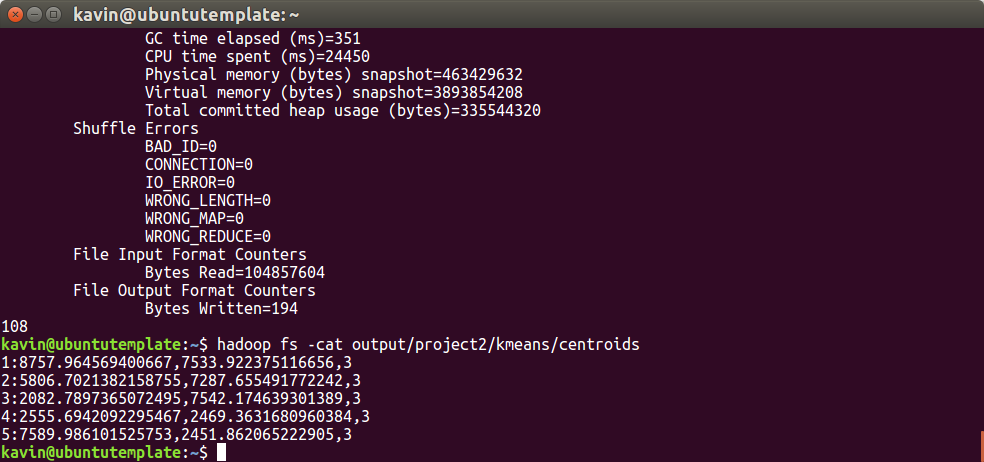 kavin@ubuntutemplate: ~
GC time elapsed (ms)=351
CPU time spent (ms)=24450
Physical memory (bytes) snapshot=463429632
Virtual memory (bytes) snapshot=3893854208
Total committed heap usage (bytes)=335544320
Shuffle Errors
BAD_ID=0
CONNECTION=0
IO_ERROR=0
WRONG_LENGTH=0
WRONG_MAP=0
WRONG_REDUCE=0
File Input Format Counters
Bytes Read=104857604
File Output Format Counters
Bytes Written=194
108
kavin@ubuntutemplate:~$ hadoop fs -cat output/project2/kmeans/centroids
1:8757.964569400667,7533.922375116656,3
2:5806.7021382158755,7287.655491772242,3
3:2082.7897365072495,7542.174639301389,3
4:2555.6942092295467,2469.3631680960384,3
5:7589.986101525753,2451.862065222905,3
kavin@ubuntutemplate:~$